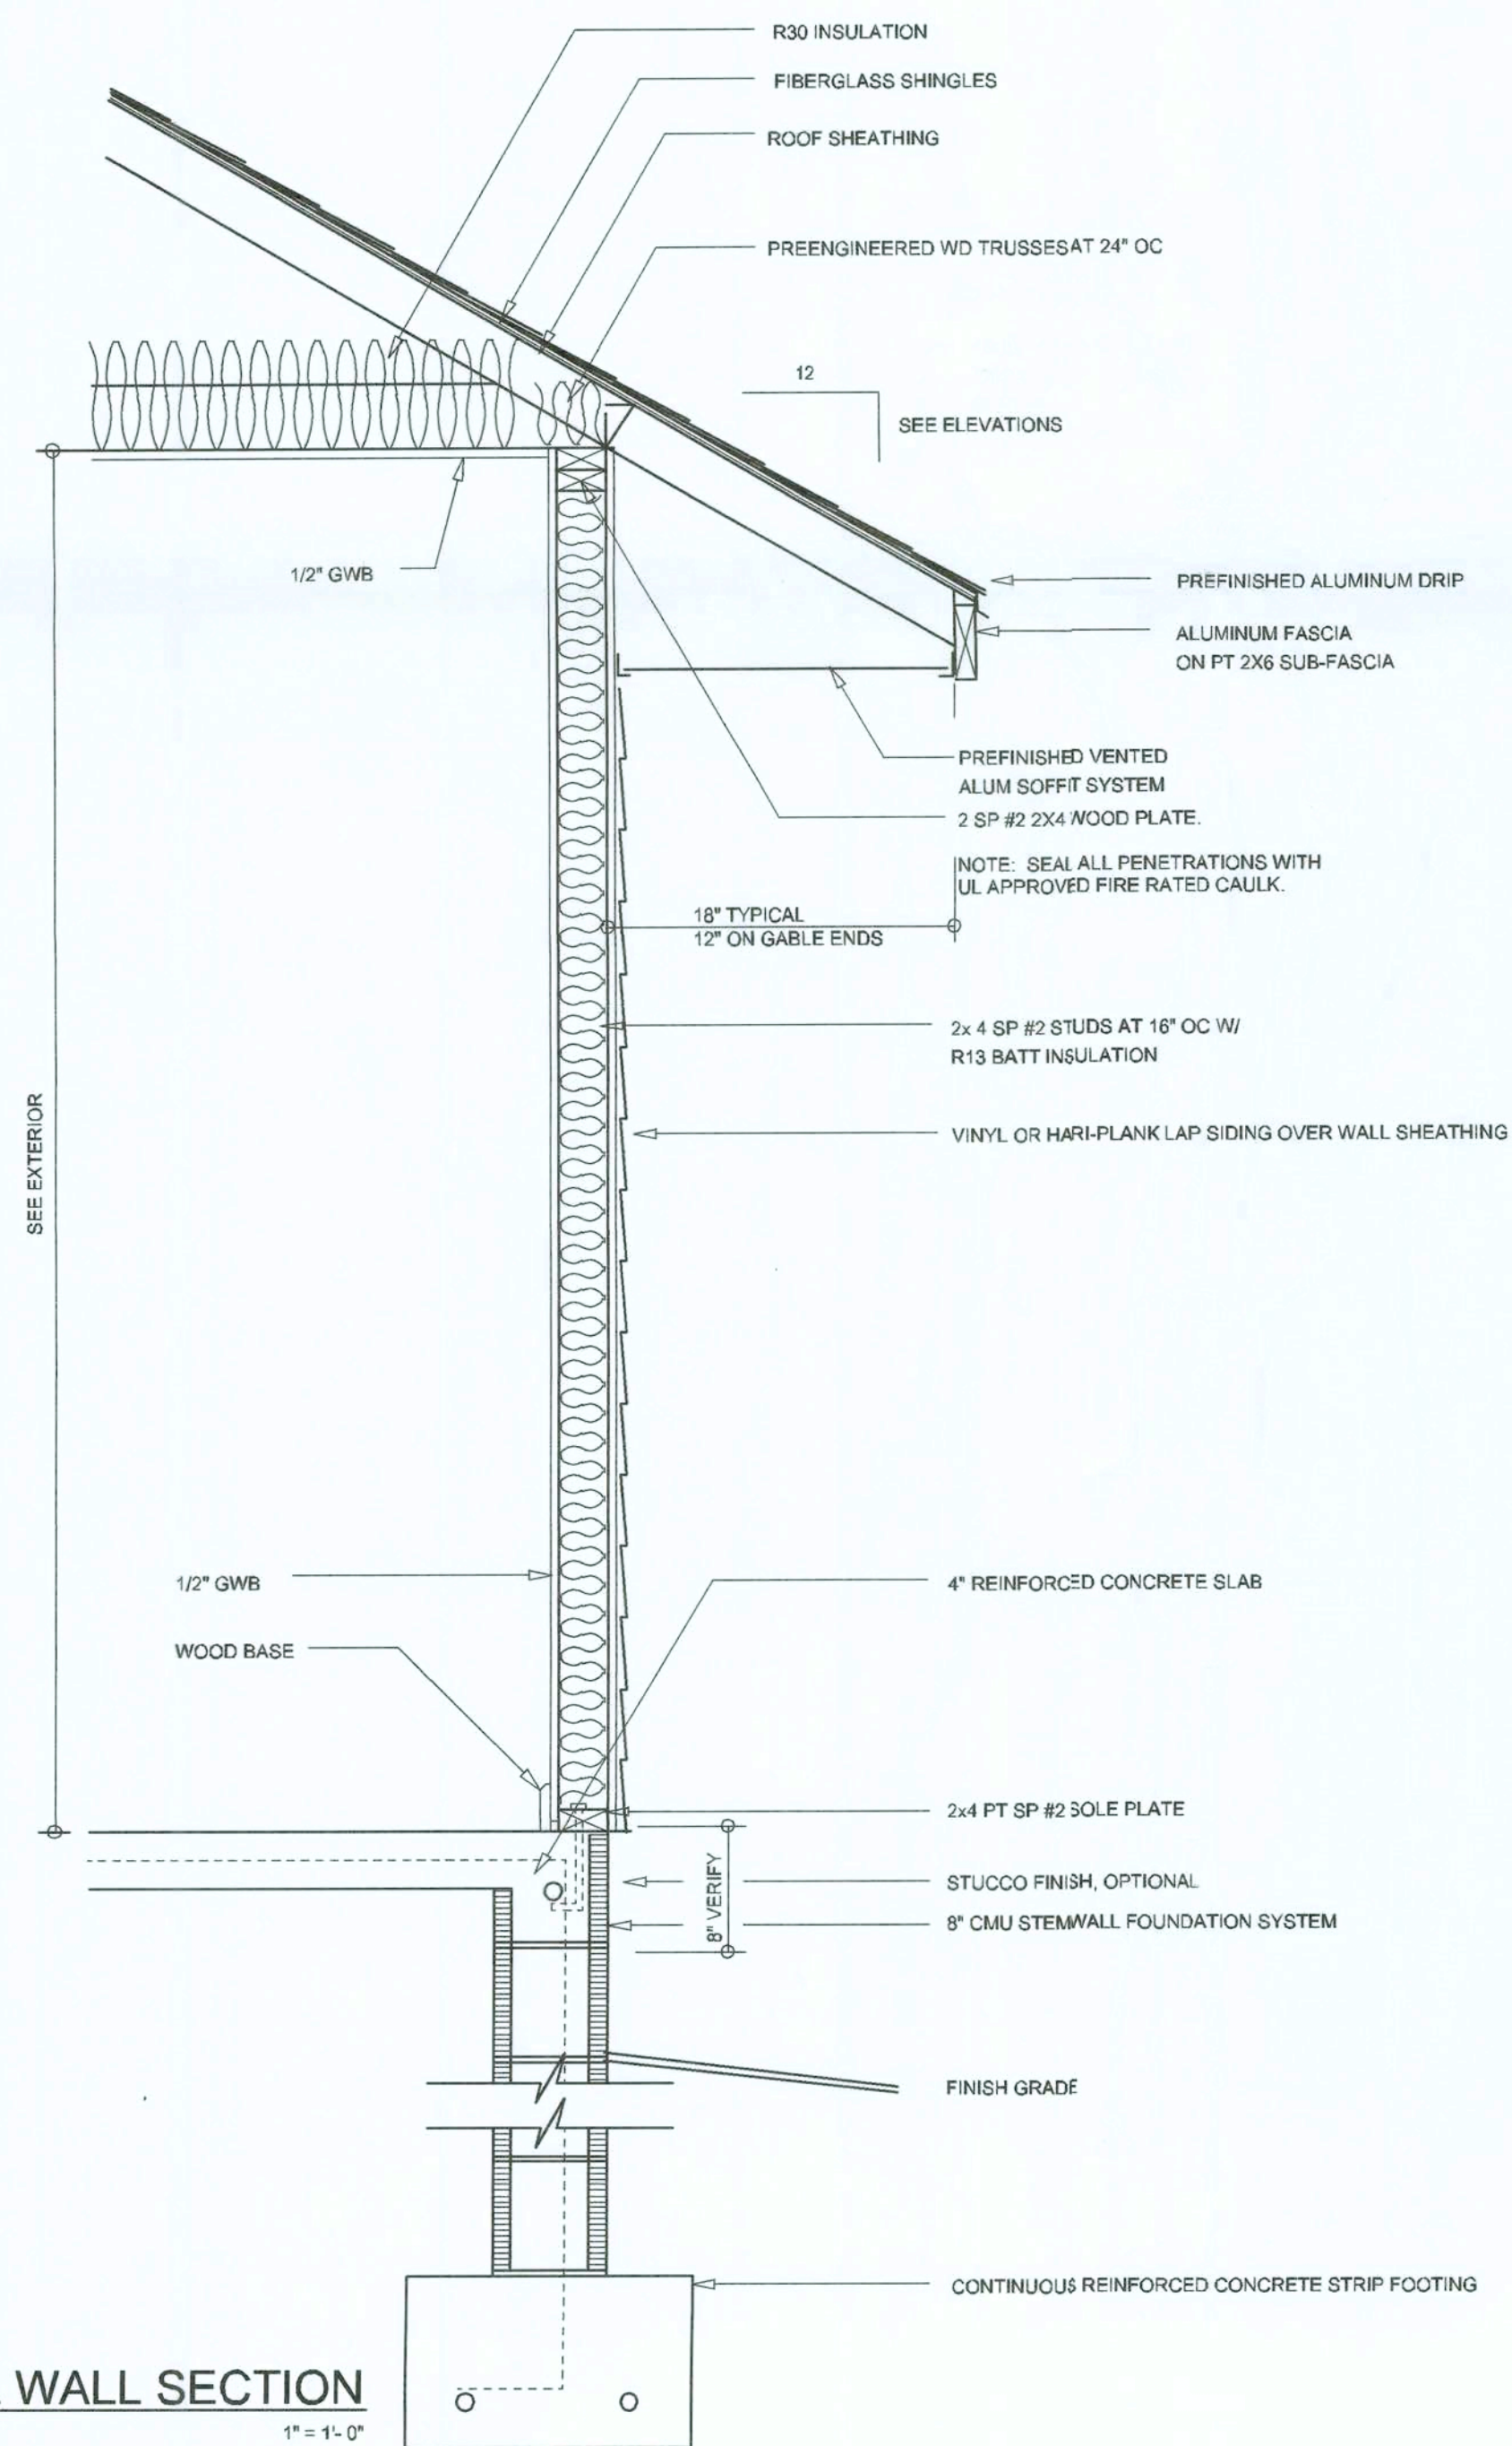 R30 INSULATION
FIBERGLASS SHINGLES
ROOF SHEATHING
PREENGINEERED WD TRUSSESAT 24" OC
12
SEE ELEVATIONS
1/2" GWB
PREFINISHED ALUMINUM DRIP
ALUMINUM FASCIA
ON PT 2X6 SUB-FASCIA
PREFINISHED VENTED
ALUM SOFFIT SYSTEM
2 SP #2 2X4 WOOD PLATE.
NOTE: SEAL ALL PENETRATIONS WITH
UL APPROVED FIRE RATED CAULK.
18" TYPICAL
12" ON GABLE ENDS
2x 4 SP #2 STUDS AT 16" OC W/
R13 BATT INSULATION
SEE EXTERIOR
VINYL OR HARI-PLANK LAP SIDING OVER WALL SHEATHING
1/2" GWB
4" REINFORCED CONCRETE SLAB
WOOD BASE
2x4 PT SP #2 SOLE PLATE
8" VERIFY
STUCCO FINISH, OPTIONAL
8" CMU STEMWALL FOUNDATION SYSTEM
FINISH GRADE
CONTINUOUS REINFORCED CONCRETE STRIP FOOTING
WALL SECTION
1" = 1'- 0"